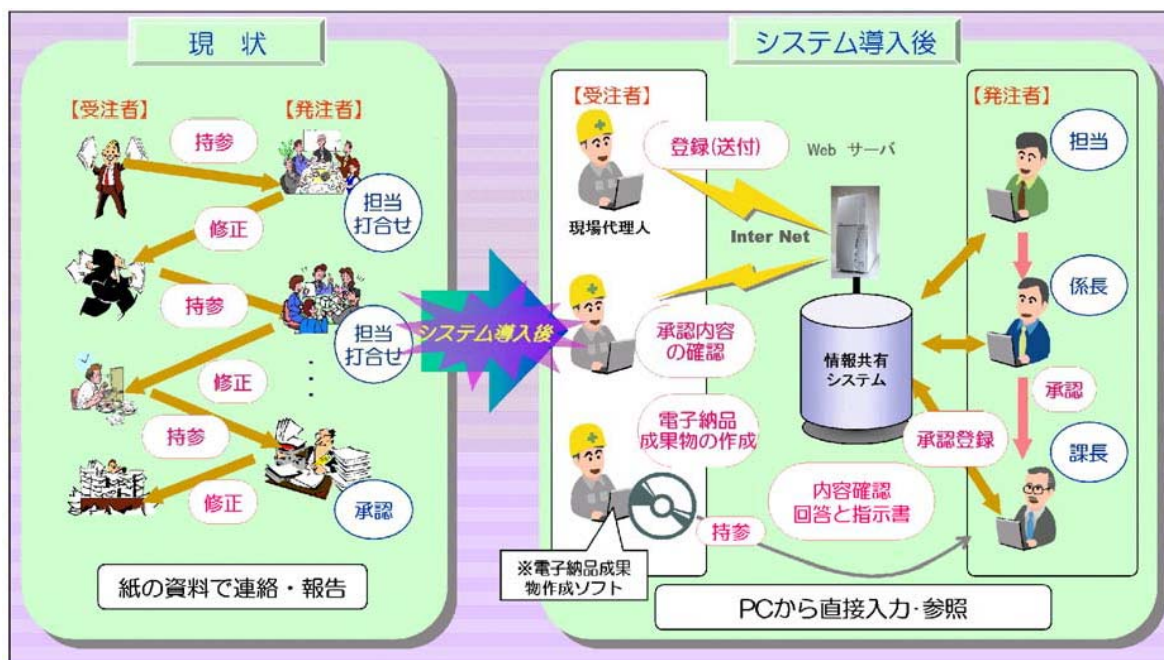 現 状
【受注者】
【発注者】
持参
担当
打合せ
修正
持参
担当
打合せ
修正
持参
修正
承認
紙の資料で連絡・報告
システム導入後
システム導入後
【受注者】
現場代理人
登録(送付)
Web サーバ
Inter Net
承認内容
の確認
電子納品
成果物の作成
※電子納品成果
物作成ソフト
持参
情報共有
システム
承認登録
内容確認
回答と指示書
【発注者】
担当
係長
承認
課長
PCから直接入力・参照